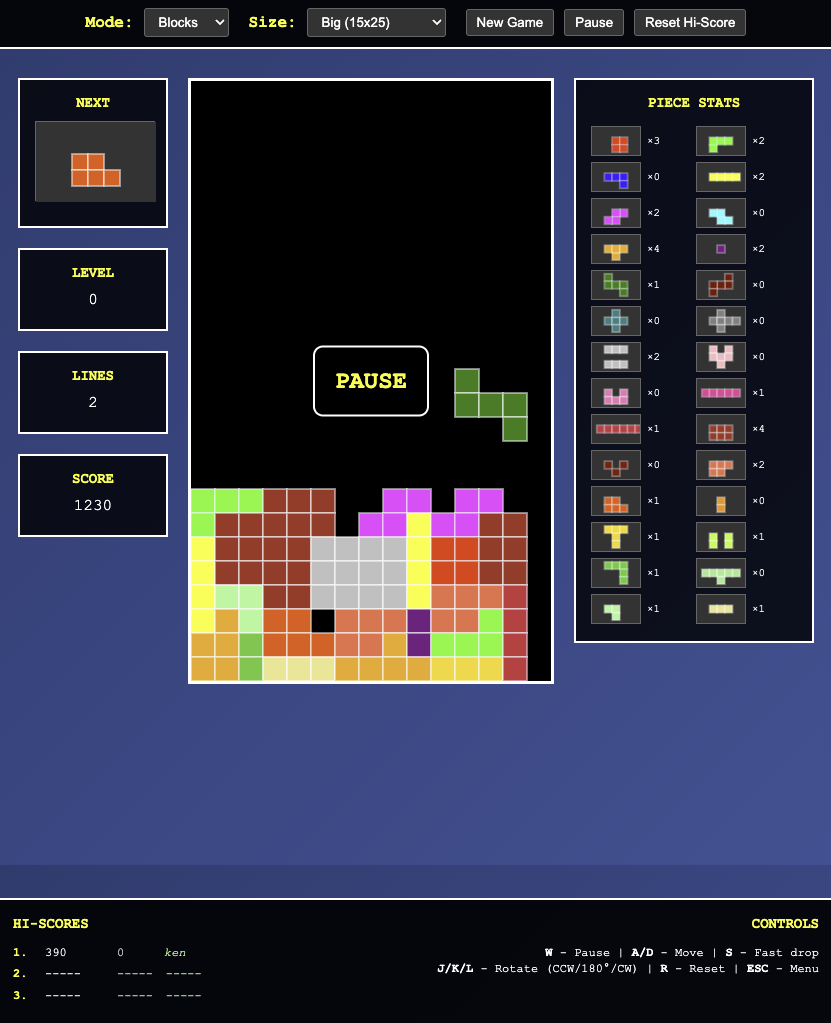 Mode: Blocks Size: Big (15x25) New Game Pause Reset Hi-Score
NEXT
LEVEL
0
LINES
2
SCORE
1230
PAUSE
PIECE STATS
×3 ×2
×0 ×2
×2 ×0
×4 ×2
×1 ×0
×0 ×0
×2 ×0
×0 ×1
×1 ×4
×0 ×2
×1 ×0
×1 ×1
×1 ×0
×1 ×1
HI-SCORES
1. 390 0 ken
2. ----- ----- -----
3. ----- ----- -----
CONTROLS
W - Pause | A/D - Move | S - Fast drop
J/K/L - Rotate (CCW/180°/CW) | R - Reset | ESC - Menu